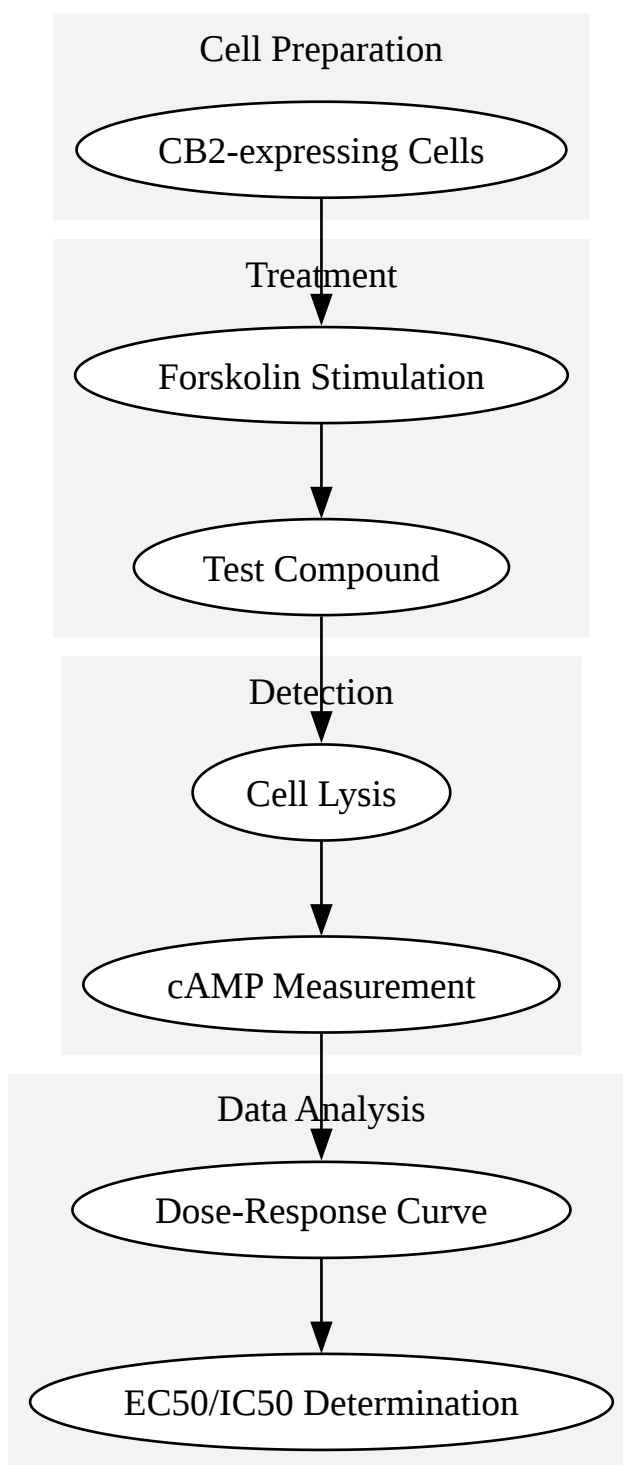 Cell Preparation
CB2-expressing Cells
Treatment
Forskolin Stimulation
Test Compound
Detection
Cell Lysis
cAMP Measurement
Data Analysis
Dose-Response Curve
EC50/IC50 Determination